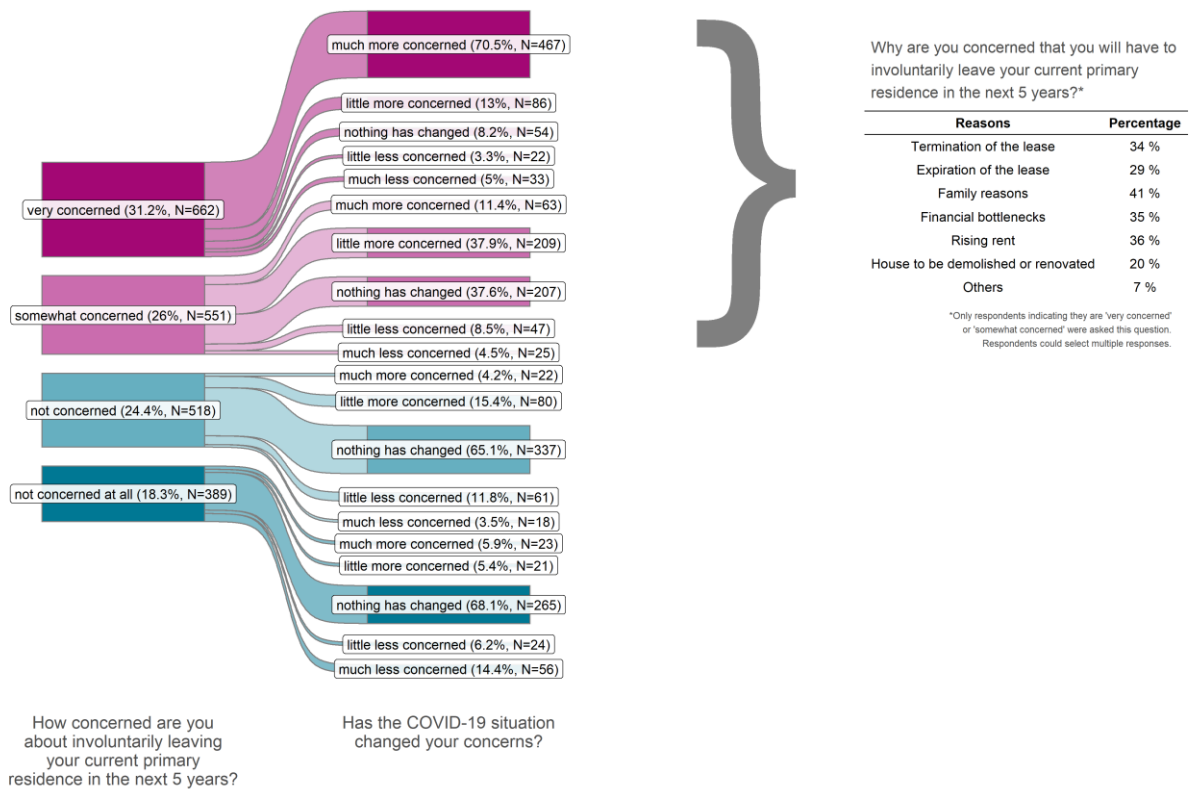 very concerned (31.2%, N=662)
somewhat concerned (26%, N=551)
not concerned (24.4%, N=518)
not concerned at all (18.3%, N=389)
much more concerned (70.5%, N=467)
little more concerned (13%, N=86)
nothing has changed (8.2%, N=54)
little less concerned (3.3%, N=22)
much less concerned (5%, N=33)
much more concerned (11.4%, N=63)
little more concerned (37.9%, N=209)
nothing has changed (37.6%, N=207)
little less concerned (8.5%, N=47)
much less concerned (4.5%, N=25)
much more concerned (4.2%, N=22)
little more concerned (15.4%, N=80)
nothing has changed (65.1%, N=337)
little less concerned (11.8%, N=61)
much less concerned (3.5%, N=18)
much more concerned (5.9%, N=23)
little more concerned (5.4%, N=21)
nothing has changed (68.1%, N=265)
little less concerned (6.2%, N=24)
much less concerned (14.4%, N=56)
How concerned are you
about involuntarily leaving
your current primary
residence in the next 5 years?
Has the COVID-19 situation
changed your concerns?
}
Why are you concerned that you will have to
involuntarily leave your current primary
residence in the next 5 years?*
Reasons Percentage
Termination of the lease 34 %
Expiration of the lease 29 %
Family reasons 41 %
Financial bottlenecks 35 %
Rising rent 36 %
House to be demolished or renovated 20 %
Others 7 %
*Only respondents indicating they are 'very concerned'
or 'somewhat concerned' were asked this question.
Respondents could select multiple responses.